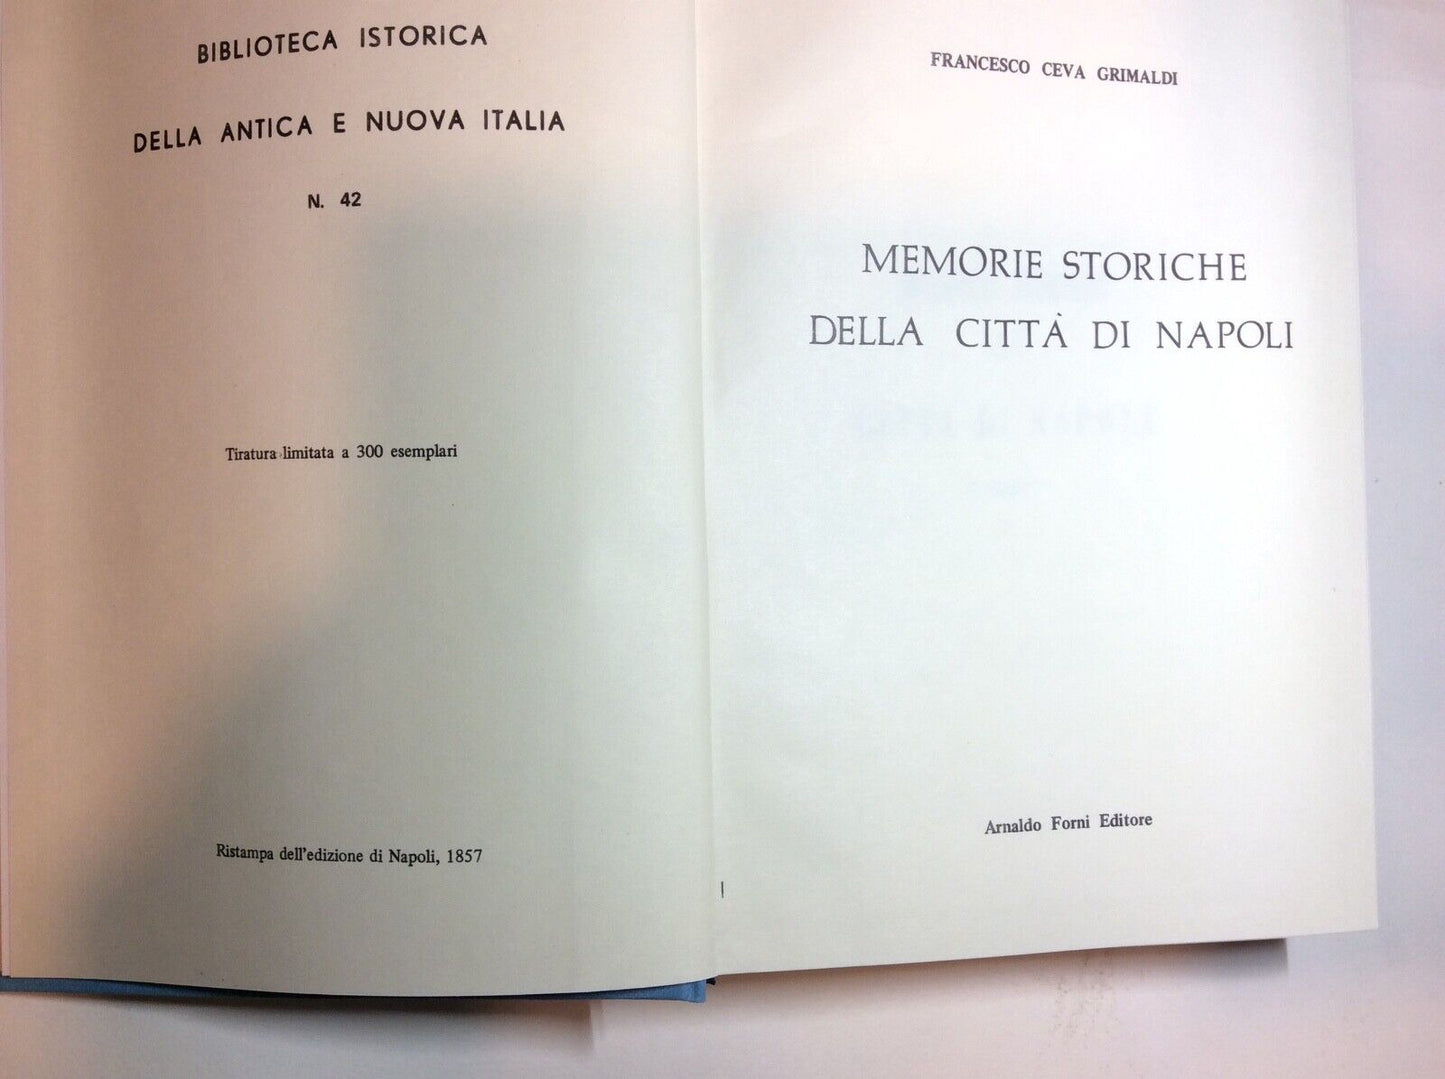 BIBLIOTECA ISTORICA
DELLA ANTICA E NUOVA ITALIA
N. 42
Tiratura limitata a 300 esemplari
Ristampa dell'edizione di Napoli, 1857
FRANCESCO CEVA GRIMALDI
MEMORIE STORICHE
DELLA CITTÀ DI NAPOLI
Arnaldo Forni Editore